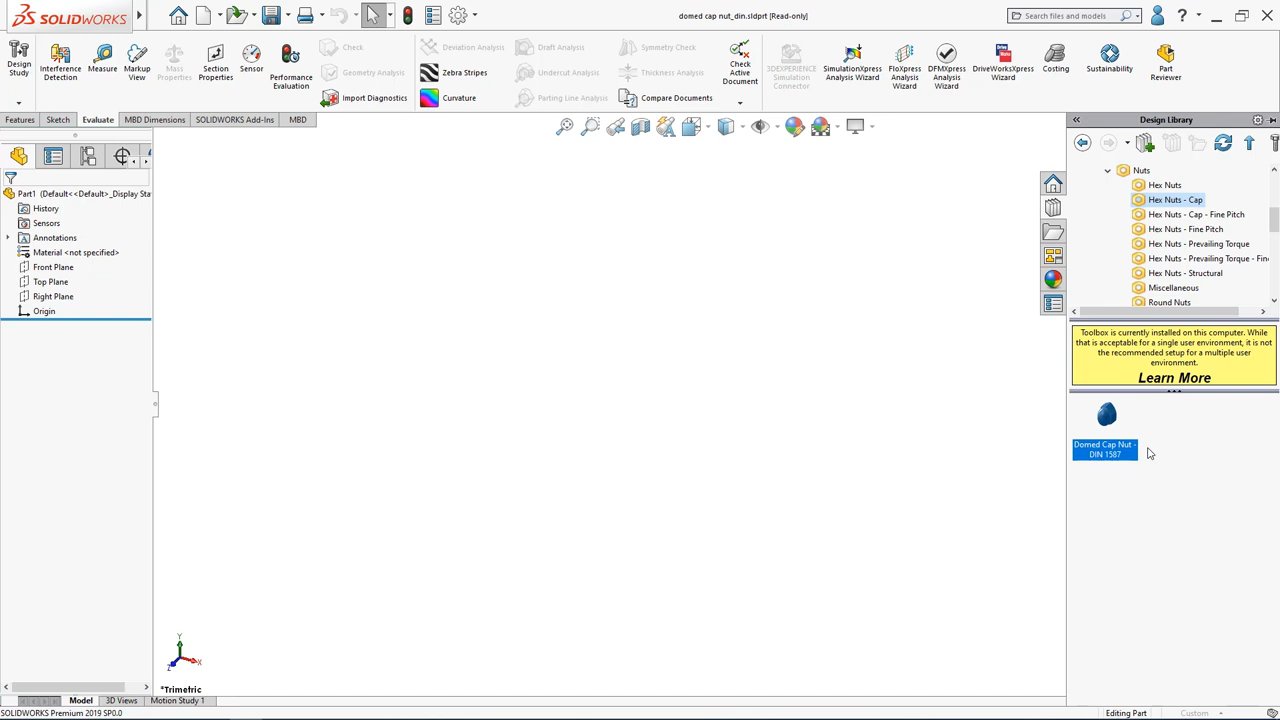 SOLIDWORKS
domed cap nut_din.sldprt [Read-only]
Search files and models
Design Study
Interference Detection
Measure
Markup View
Mass Properties
Section Properties
Sensor
Performance Evaluation
Check
Geometry Analysis
Import Diagnostics
Deviation Analysis
Zebra Stripes
Curvature
Draft Analysis
Undercut Analysis
Parting Line Analysis
Symmetry Check
Thickness Analysis
Compare Documents
Check Active Document
3DEXPERIENCE Simulation Connector
SimulationXpress Analysis Wizard
FloXpress Analysis Wizard
DFMXpress Analysis Wizard
DriveWorksXpress Wizard
Costing
Sustainability
Part Reviewer
Features
Sketch
Evaluate
MBD Dimensions
SOLIDWORKS Add-Ins
MBD
Part1 (Default<<Default>_Display Sta
History
Sensors
Annotations
Material <not specified>
Front Plane
Top Plane
Right Plane
Origin
Y
X
Z
*Trimetric
Design Library
Nuts
Hex Nuts
Hex Nuts - Cap
Hex Nuts - Cap - Fine Pitch
Hex Nuts - Fine Pitch
Hex Nuts - Prevailing Torque
Hex Nuts - Prevailing Torque - Fine
Hex Nuts - Structural
Miscellaneous
Round Nuts
Toolbox is currently installed on this computer. While
that is acceptable for a single user environment, it is not
the recommended setup for a multiple user
environment.
Learn More
Domed Cap Nut -
DIN 1587
Model
3D Views
Motion Study 1
SOLIDWORKS Premium 2019 SP0.0
Editing Part
Custom